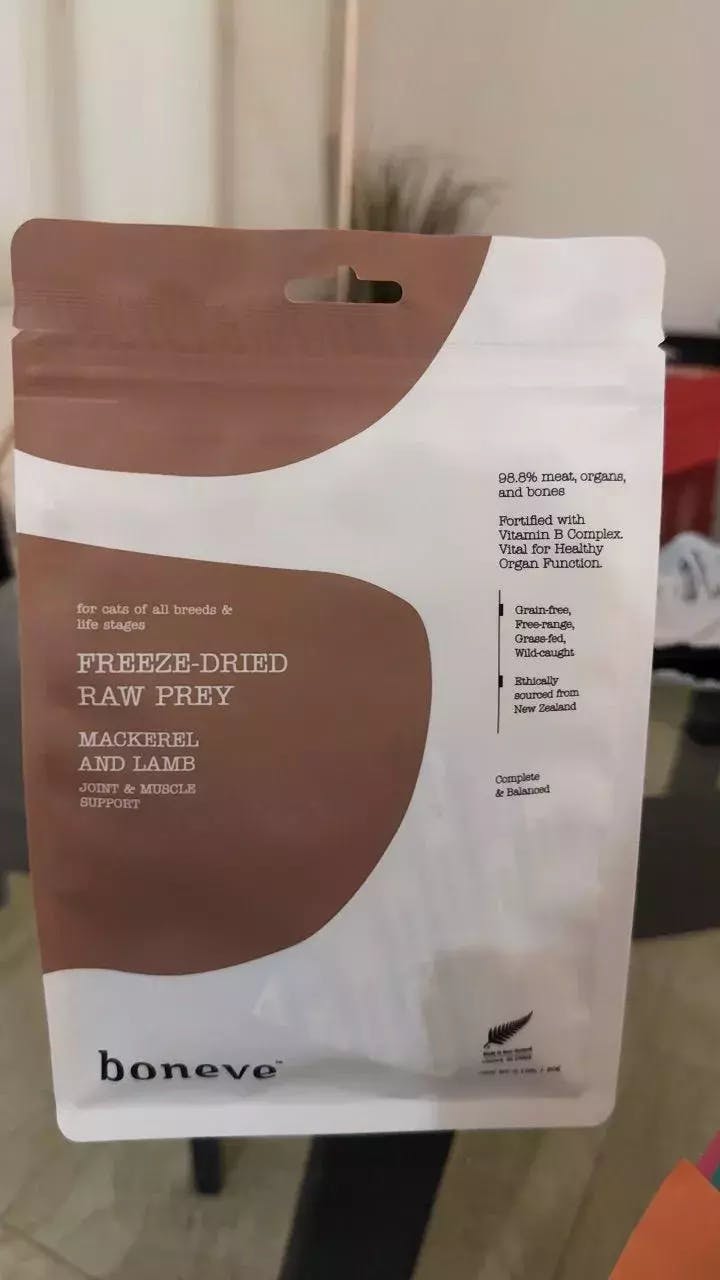 98.8% meat, organs,
and bones
Fortified with
Vitamin B Complex.
Vital for Healthy
Organ Function.
Grain-free,
Free-range,
Grass-fed,
Wild-caught
Ethically
sourced from
New Zealand
Complete
& Balanced
for cats of all breeds &
life stages
FREEZE-DRIED
RAW PREY
MACKEREL
AND LAMB
JOINT & MUSCLE
SUPPORT
boneve™